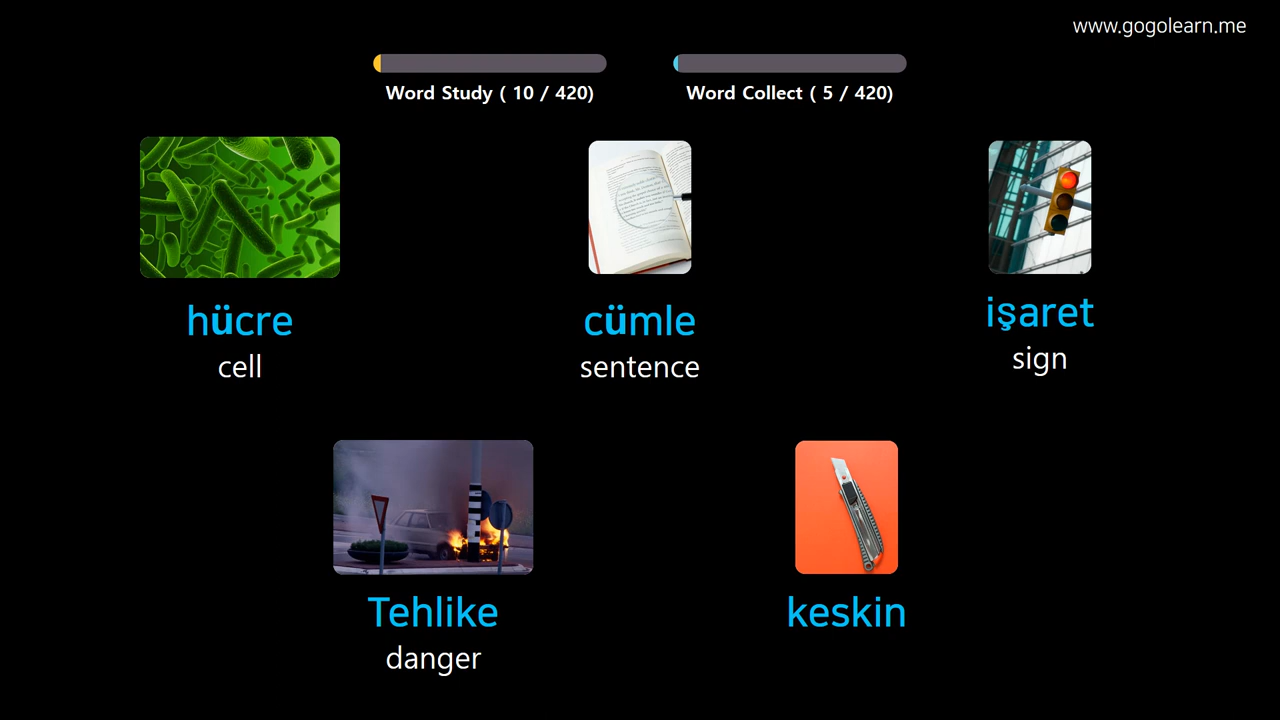 www.gogolearn.me
Word Study ( 10 / 420)
Word Collect ( 5 / 420)
hücre
cell
cümle
sentence
işaret
sign
Tehlike
danger
keskin